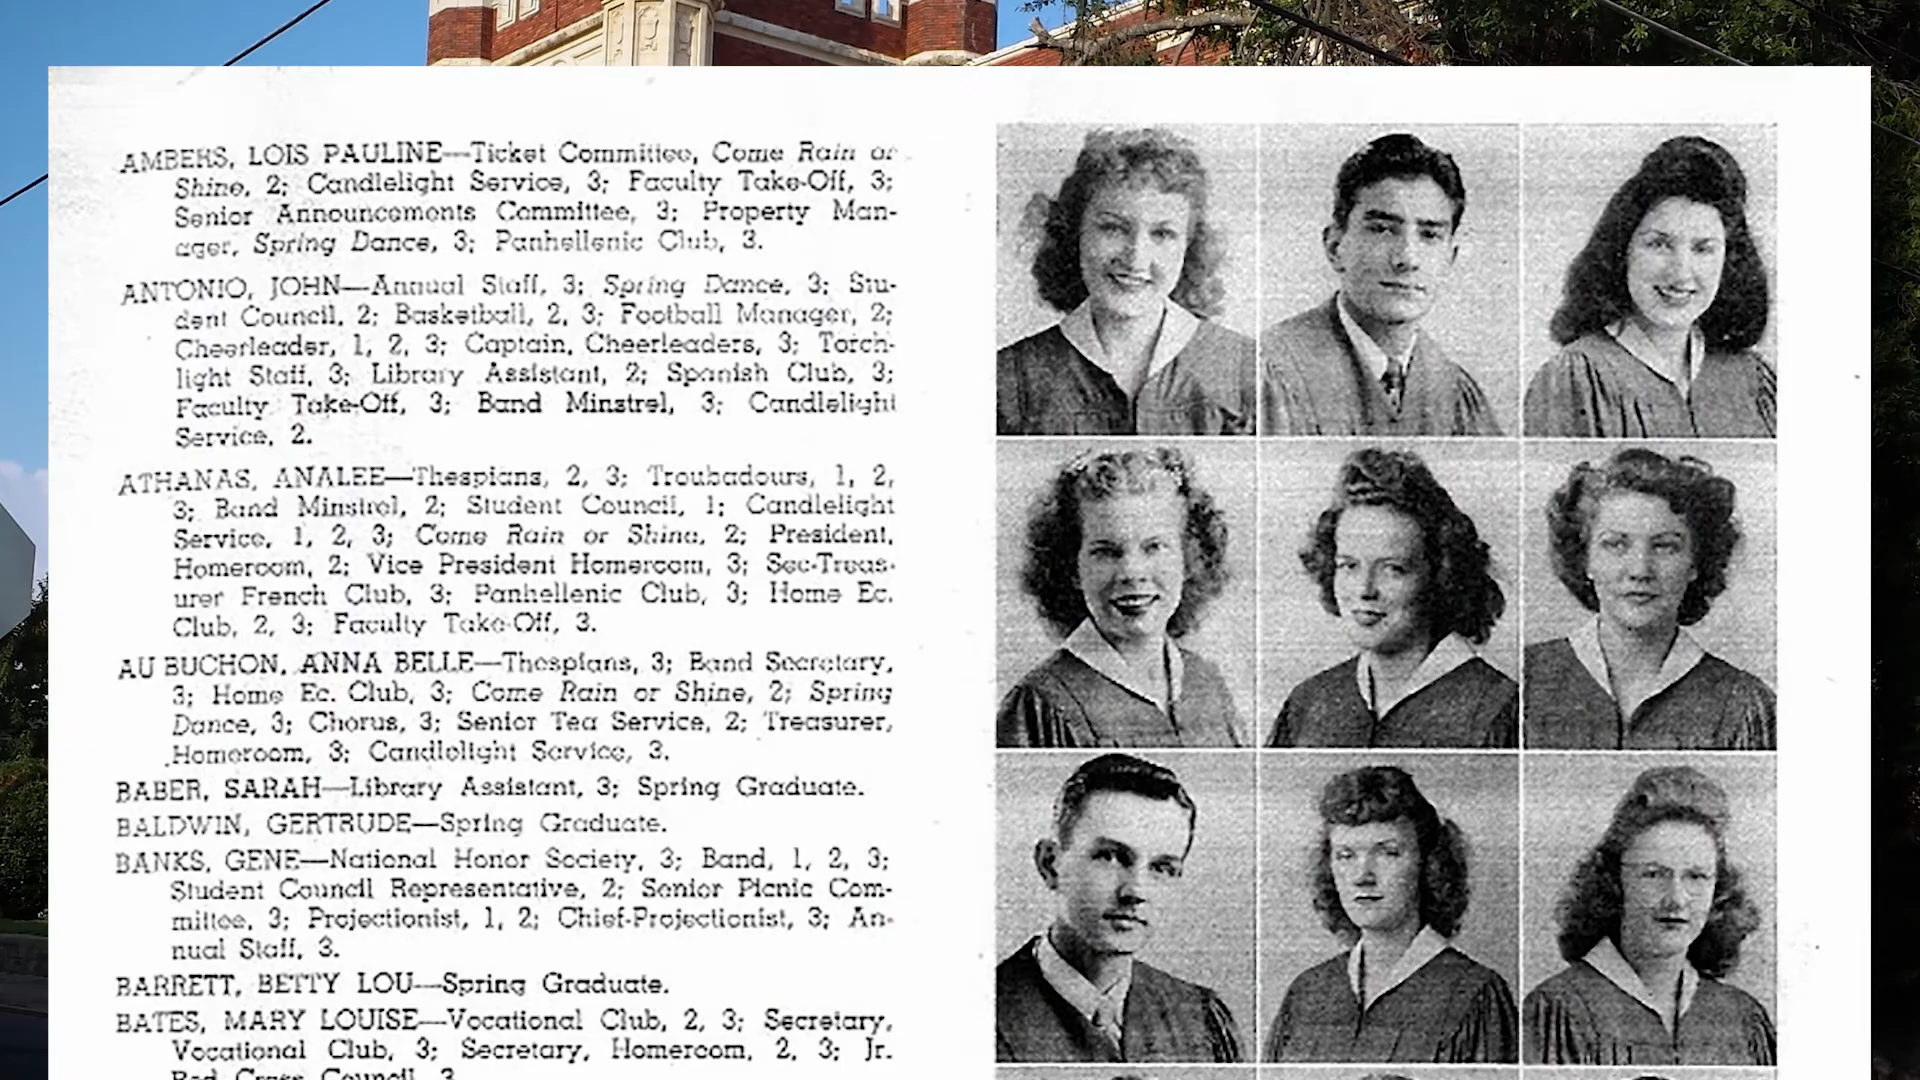 AMBERS, LOIS PAULINE—Ticket Committee, Come Rain or
Shine, 2; Candlelight Service, 3; Faculty Take-Off, 3;
Senior Announcements Committee, 3; Property Man-
ager, Spring Dance, 3; Panhellenic Club, 3.
ANTONIO, JOHN—Annual Staff, 3; Spring Dance, 3; Stu-
dent Council, 2; Basketball, 2, 3; Football Manager, 2;
Cheerleader, 1, 2, 3; Captain, Cheerleaders, 3; Torch-
light Staff, 3; Library Assistant, 2; Spanish Club, 3;
Faculty Take-Off, 3; Band Minstrel, 3; Candlelight
Service, 2.
ATHANAS, ANALEE—Thespians, 2, 3; Troubadours, 1, 2,
3; Band Minstrel, 2; Student Council, 1; Candlelight
Service, 1, 2, 3; Come Rain or Shine, 2; President,
Homeroom, 2; Vice President Homeroom, 3; Sec-Treas-
urer French Club, 3; Panhellenic Club, 3; Home Ec.
Club, 2, 3; Faculty Take-Off, 3.
AU BUCHON, ANNA BELLE—Thespians, 3; Band Secretary,
3; Home Ec. Club, 3; Come Rain or Shine, 2; Spring
Dance, 3; Chorus, 3; Senior Tea Service, 2; Treasurer,
Homeroom, 3; Candlelight Service, 3.
BABER, SARAH—Library Assistant, 3; Spring Graduate.
BALDWIN, GERTRUDE—Spring Graduate.
BANKS, GENE—National Honor Society, 3; Band, 1, 2, 3;
Student Council Representative, 2; Senior Picnic Com-
mittee, 3; Projectionist, 1, 2; Chief-Projectionist, 3; An-
nual Staff, 3.
BARRETT, BETTY LOU—Spring Graduate.
BATES, MARY LOUISE—Vocational Club, 2, 3; Secretary,
Vocational Club, 3; Secretary, Homeroom, 2, 3; Jr.
Red Cross Council, 3